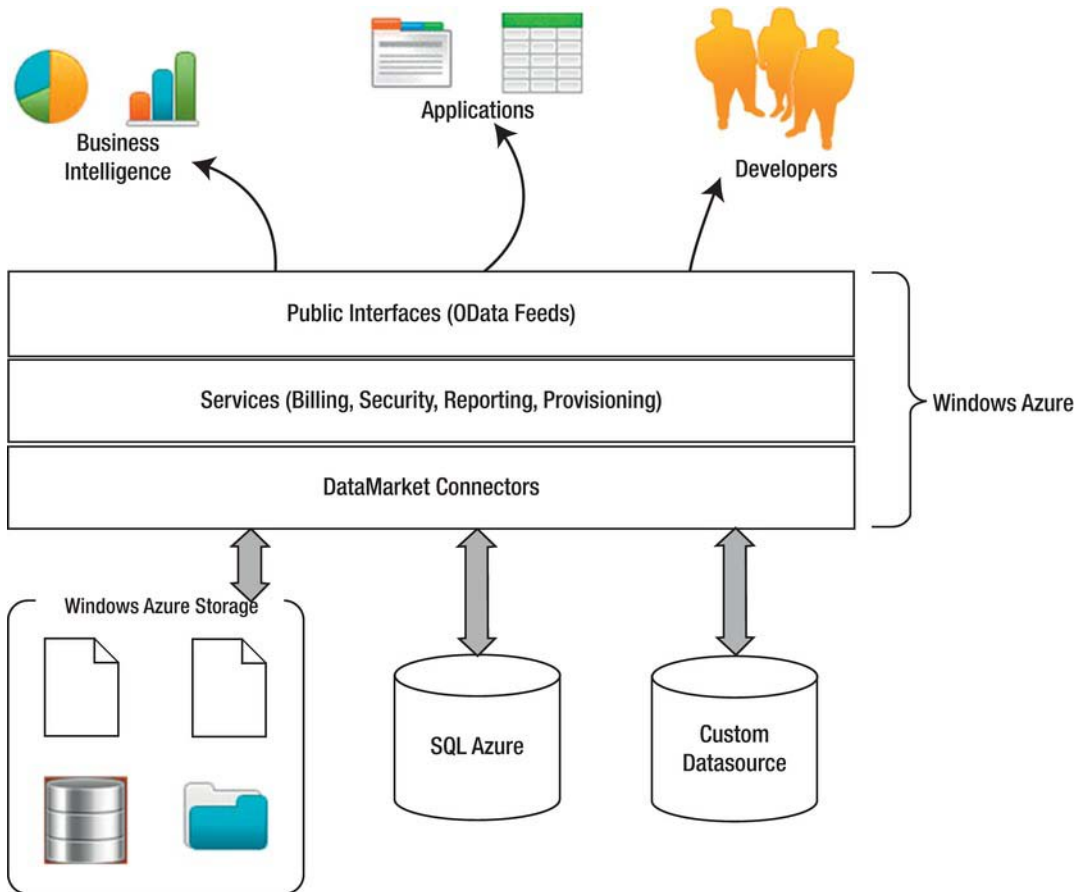 Business
Intelligence
Applications
Developers
Public Interfaces (OData Feeds)
Services (Billing, Security, Reporting, Provisioning)
DataMarket Connectors
Windows Azure
Windows Azure Storage
SQL Azure
Custom
Datasource